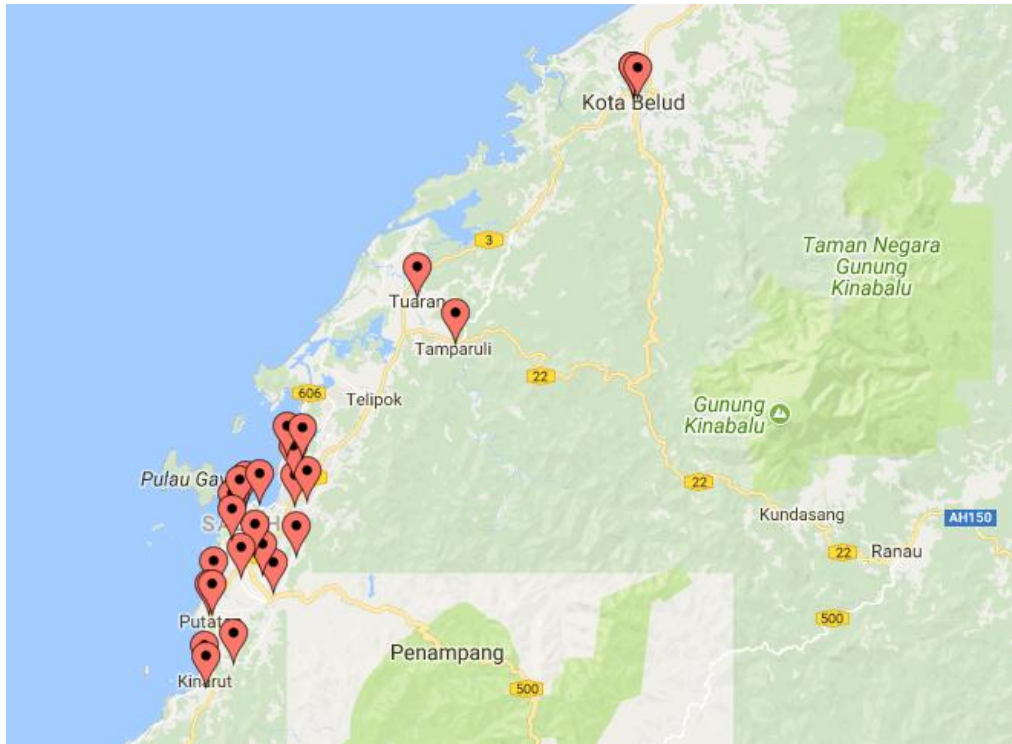 Kota Belud
3
Taman Negara
Gunung
Kinabalu
Tuaran
Tamparuli
22
606
Telipok
Gunung
Kinabalu
22
Kundasang
AH150
22
Ranau
500
Penampang
500
Kinarut